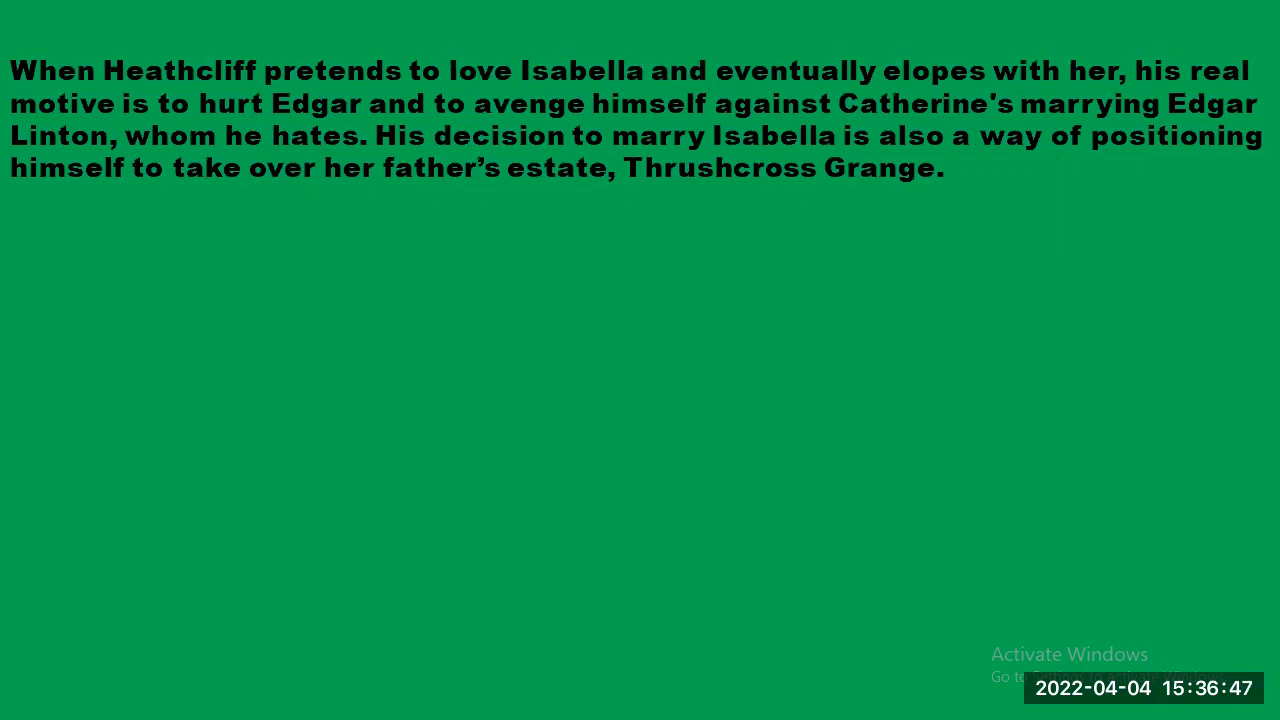 When Heathcliff pretends to love Isabella and eventually elopes with her, his real
motive is to hurt Edgar and to avenge himself against Catherine's marrying Edgar
Linton, whom he hates. His decision to marry Isabella is also a way of positioning
himself to take over her father’s estate, Thrushcross Grange.
Activate Windows
Go to
2022-04-04 15:36:47